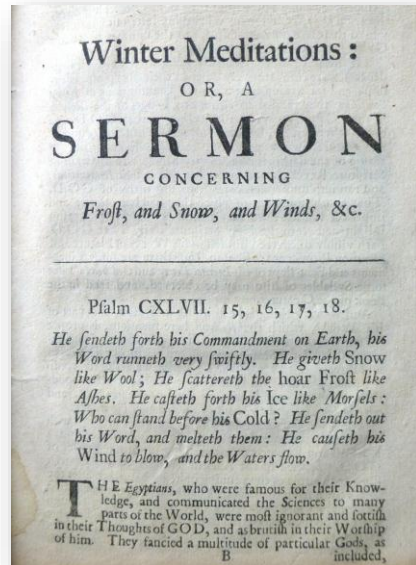 Winter Meditations:
OR, A
SERMON
CONCERNING
Froſt, and Snow, and Winds, &c.
Pſalm CXLVII. 15, 16, 17, 18.
He ſendeth forth his Commandment on Earth, his
Word runneth very ſwiftly. He giveth Snow
like Wool; He ſcattereth the hoar Froſt like
Aſhes. He caſteth forth his Ice like Morſels:
Who can ſtand before his Cold? He ſendeth out
his Word, and melteth them: He cauſeth his
Wind to blow, and the Waters flow.
THE Egyptians, who were famous for their Know-
ledge, and communicated the Sciences to many
parts of the World, were moſt ignorant and ſottiſh
in their Thoughts of GOD, and as brutiſh in their Worſhip
of him. They fancied a multitude of particular Gods, as
B included,